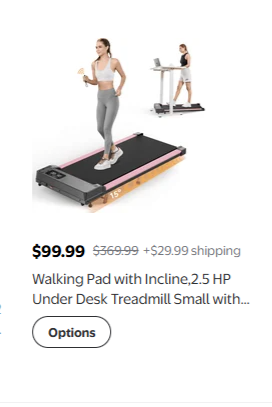 15°
$99.99 $369.99 +$29.99 shipping
Walking Pad with Incline,2.5 HP
Under Desk Treadmill Small with...
Options